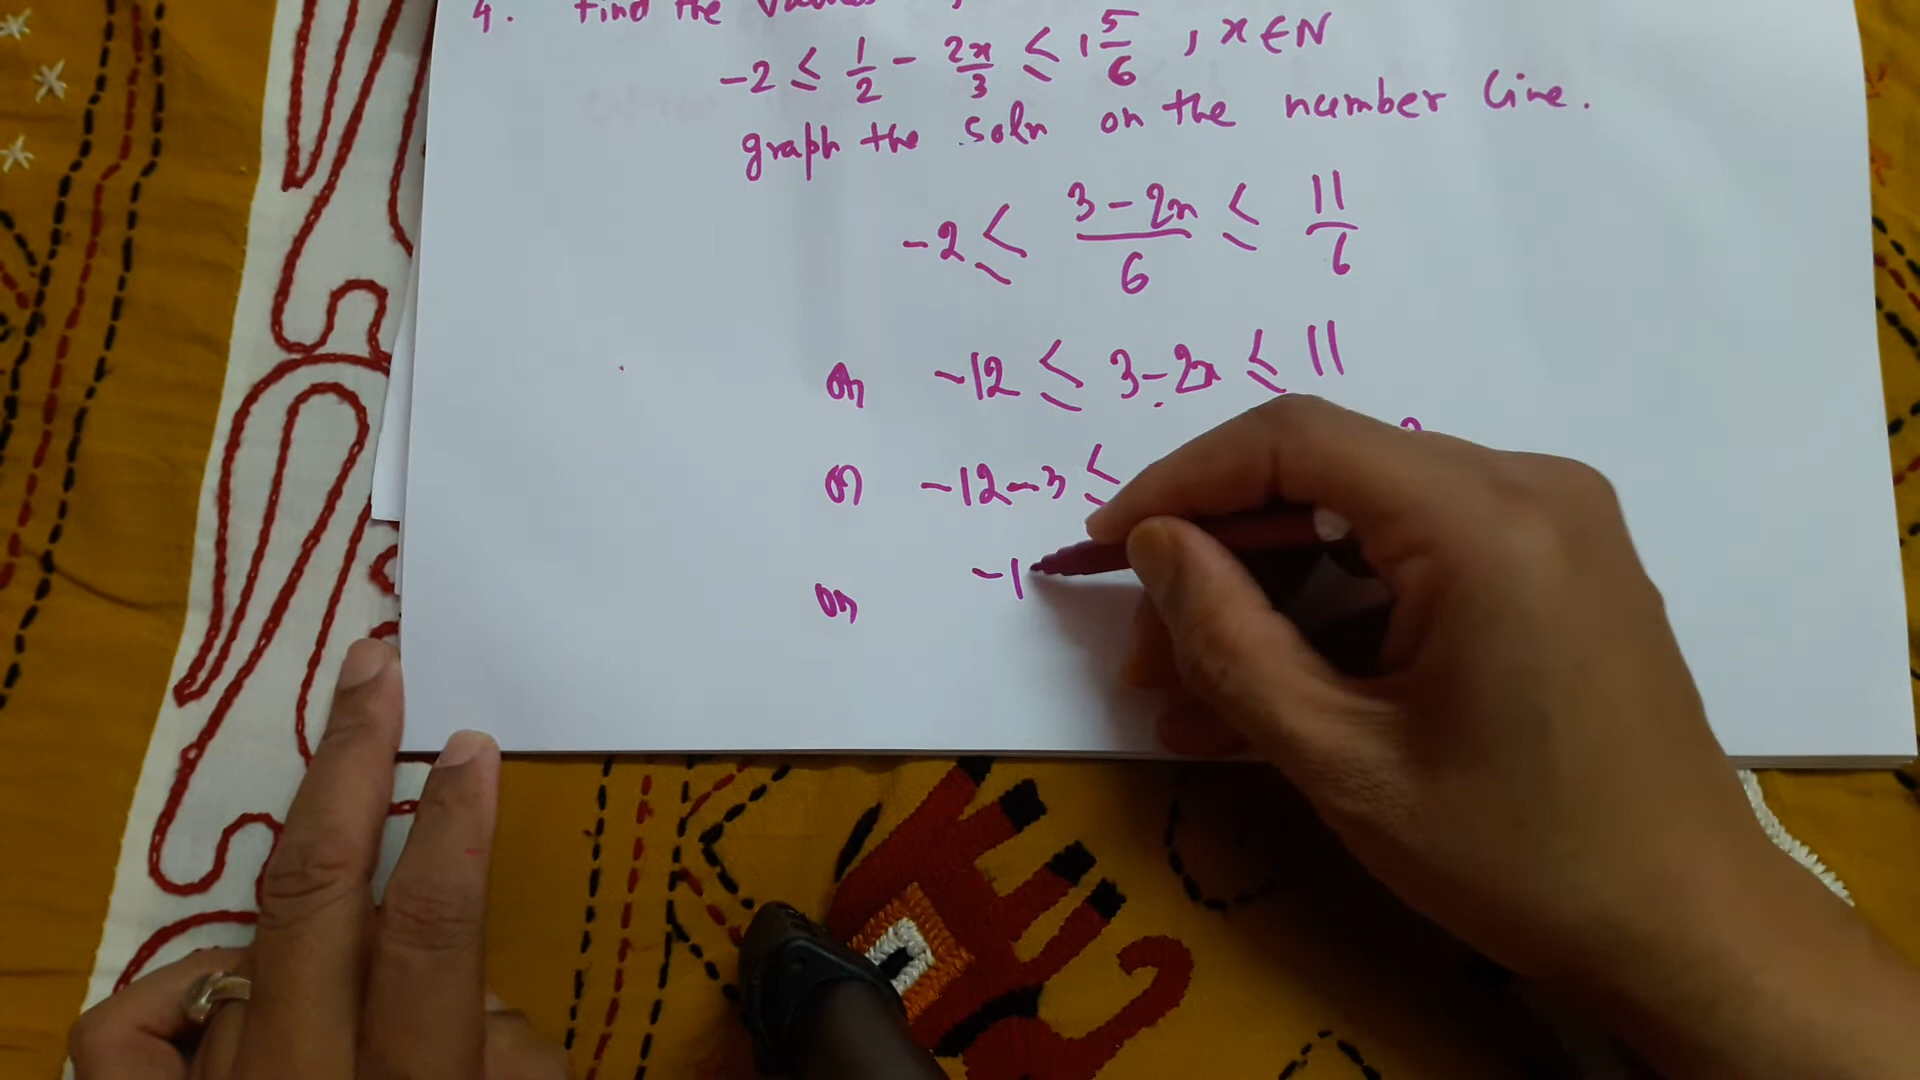 4. Find the
-2 ≤ 1/2 - 2x/3 ≤ 1 5/6 , x ∈ N
graph the soln on the number line.
-2 ≤ (3-2x)/6 ≤ 11/6
or -12 ≤ 3-2x ≤ 11
or -12-3 ≤
or -1